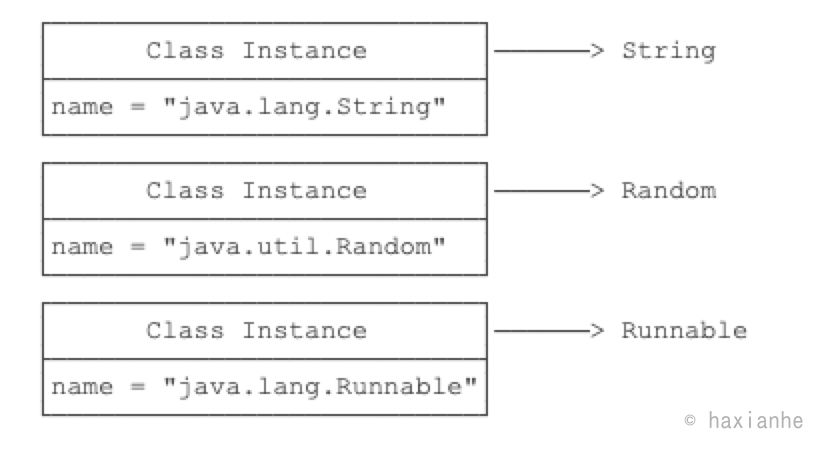 Class Instance ———> String
name = "java.lang.String"
Class Instance ———> Random
name = "java.util.Random"
Class Instance ———> Runnable
name = "java.lang.Runnable"
© haxianhe